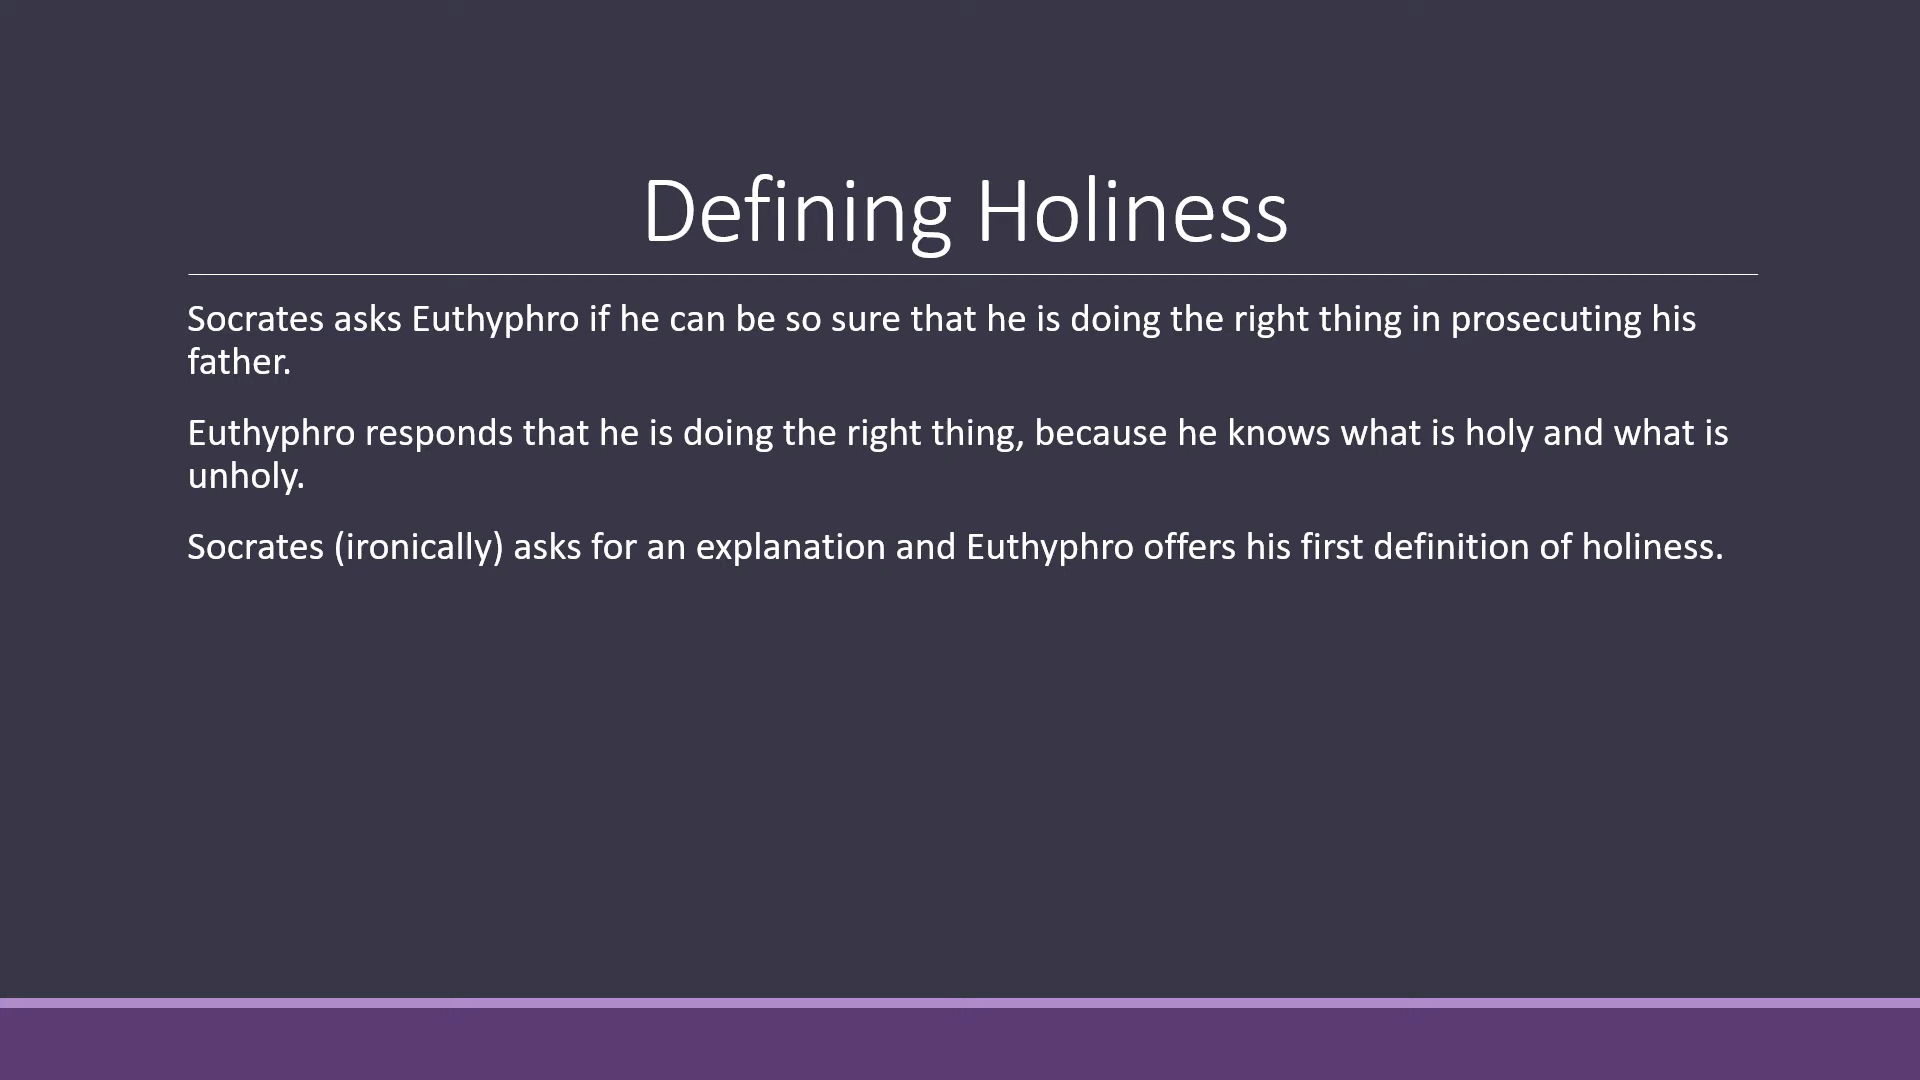 Defining Holiness
Socrates asks Euthyphro if he can be so sure that he is doing the right thing in prosecuting his
father.
Euthyphro responds that he is doing the right thing, because he knows what is holy and what is
unholy.
Socrates (ironically) asks for an explanation and Euthyphro offers his first definition of holiness.